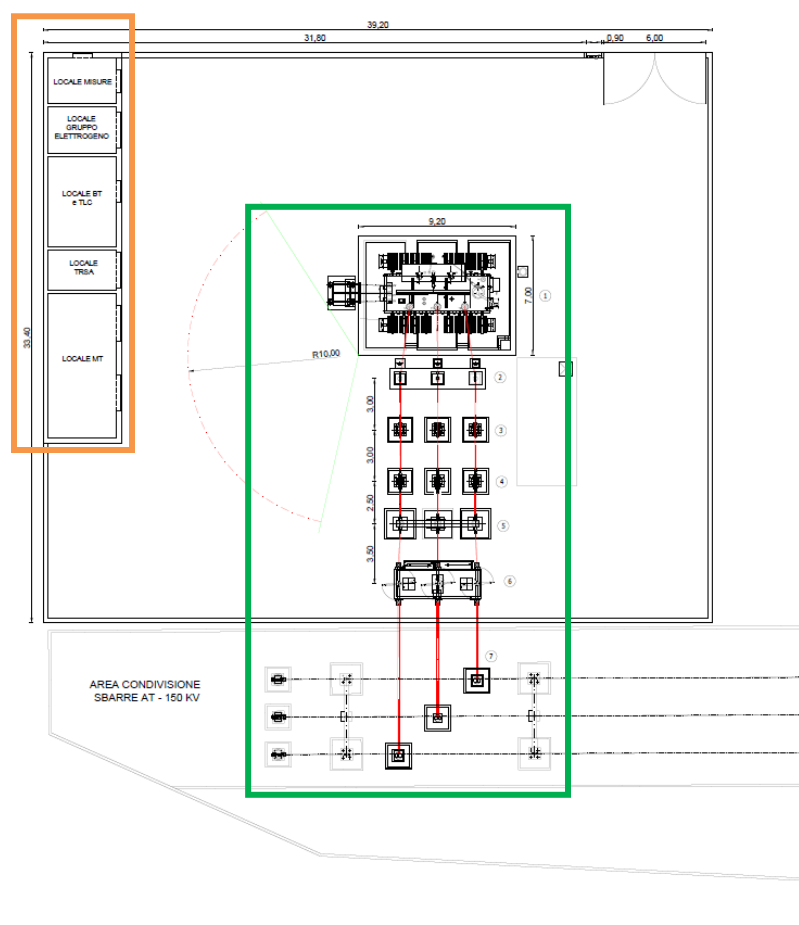 39,20
31,80
0,90
6,00
LOCALE MISURE
LOCALE
GRUPPO
ELETTROGENO
LOCALE BT
e TLC
LOCALE
TRSA
LOCALE MT
33,40
9,20
7,00
1
R10,00
2
3,00
3
3,00
4
2,50
5
3,50
6
7
AREA CONDIVISIONE
SBARRE AT - 150 KV